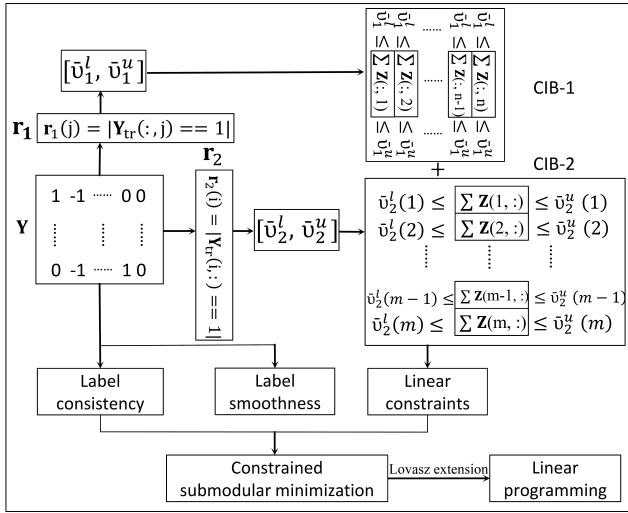 [ῡ₁ˡ, ῡ₁ᵘ]
ῡ₁ˡ ≤ ∑ Z(:, 1) ≤ ῡ₁ᵘ
ῡ₁ˡ ≤ ∑ Z(:, 2) ≤ ῡ₁ᵘ
...... ...... ......
ῡ₁ˡ ≤ ∑ Z(:, n-1) ≤ ῡ₁ᵘ
ῡ₁ˡ ≤ ∑ Z(:, n) ≤ ῡ₁ᵘ
CIB-1
r₁ r₁(j) = |Yₜᵣ(:, j) == 1|
r₂
r₂(i) = |Yₜᵣ(i, :) == 1|
+
CIB-2
Y
1 -1 ...... 0 0
...... ...... ......
0 -1 ...... 1 0
[ῡ₂ˡ, ῡ₂ᵘ]
ῡ₂ˡ(1) ≤ ∑ Z(1, :) ≤ ῡ₂ᵘ (1)
ῡ₂ˡ(2) ≤ ∑ Z(2, :) ≤ ῡ₂ᵘ (2)
...... ...... ......
ῡ₂ˡ(m − 1) ≤ ∑ Z(m-1, :) ≤ ῡ₂ᵘ (m − 1)
ῡ₂ˡ(m) ≤ ∑ Z(m, :) ≤ ῡ₂ᵘ (m)
Label
consistency
Label
smoothness
Linear
constraints
Constrained
submodular minimization
Lovasz extension
Linear
programming